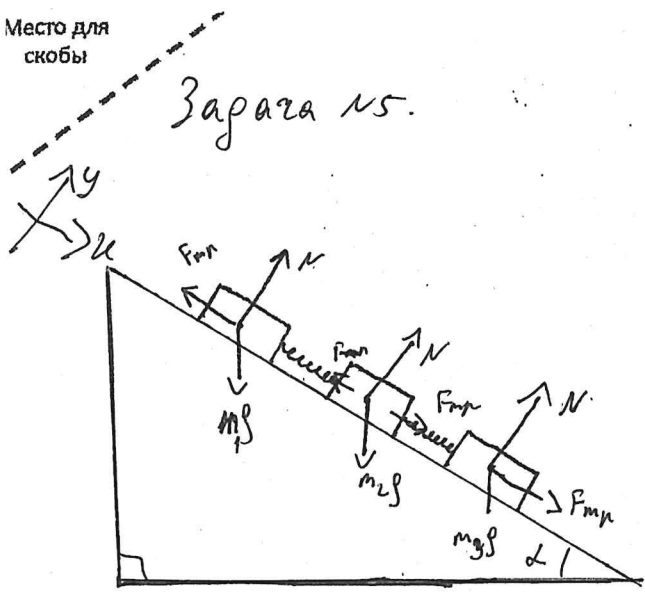 Место для
скобы
Задача №5.
y
x
Fтр
N
m₁g
Fтр
N
Fтр
m₂g
N
Fтр
m₃g
α